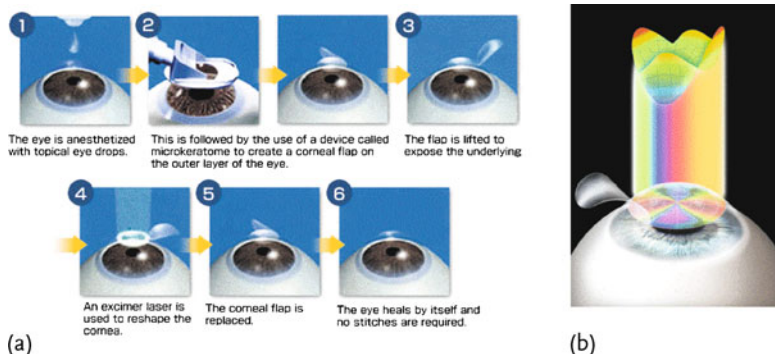 1
2
3
The eye is anesthetized
with topical eye drops.
This is followed by the use of a device called
microkeratome to create a corneal flap on
the outer layer of the eye.
The flap is lifted to
expose the underlying
4
5
6
An excimer laser is
used to reshape the
cornea.
The corneal flap is
replaced.
The eye heals by itself and
no stitches are required.
(a)
(b)